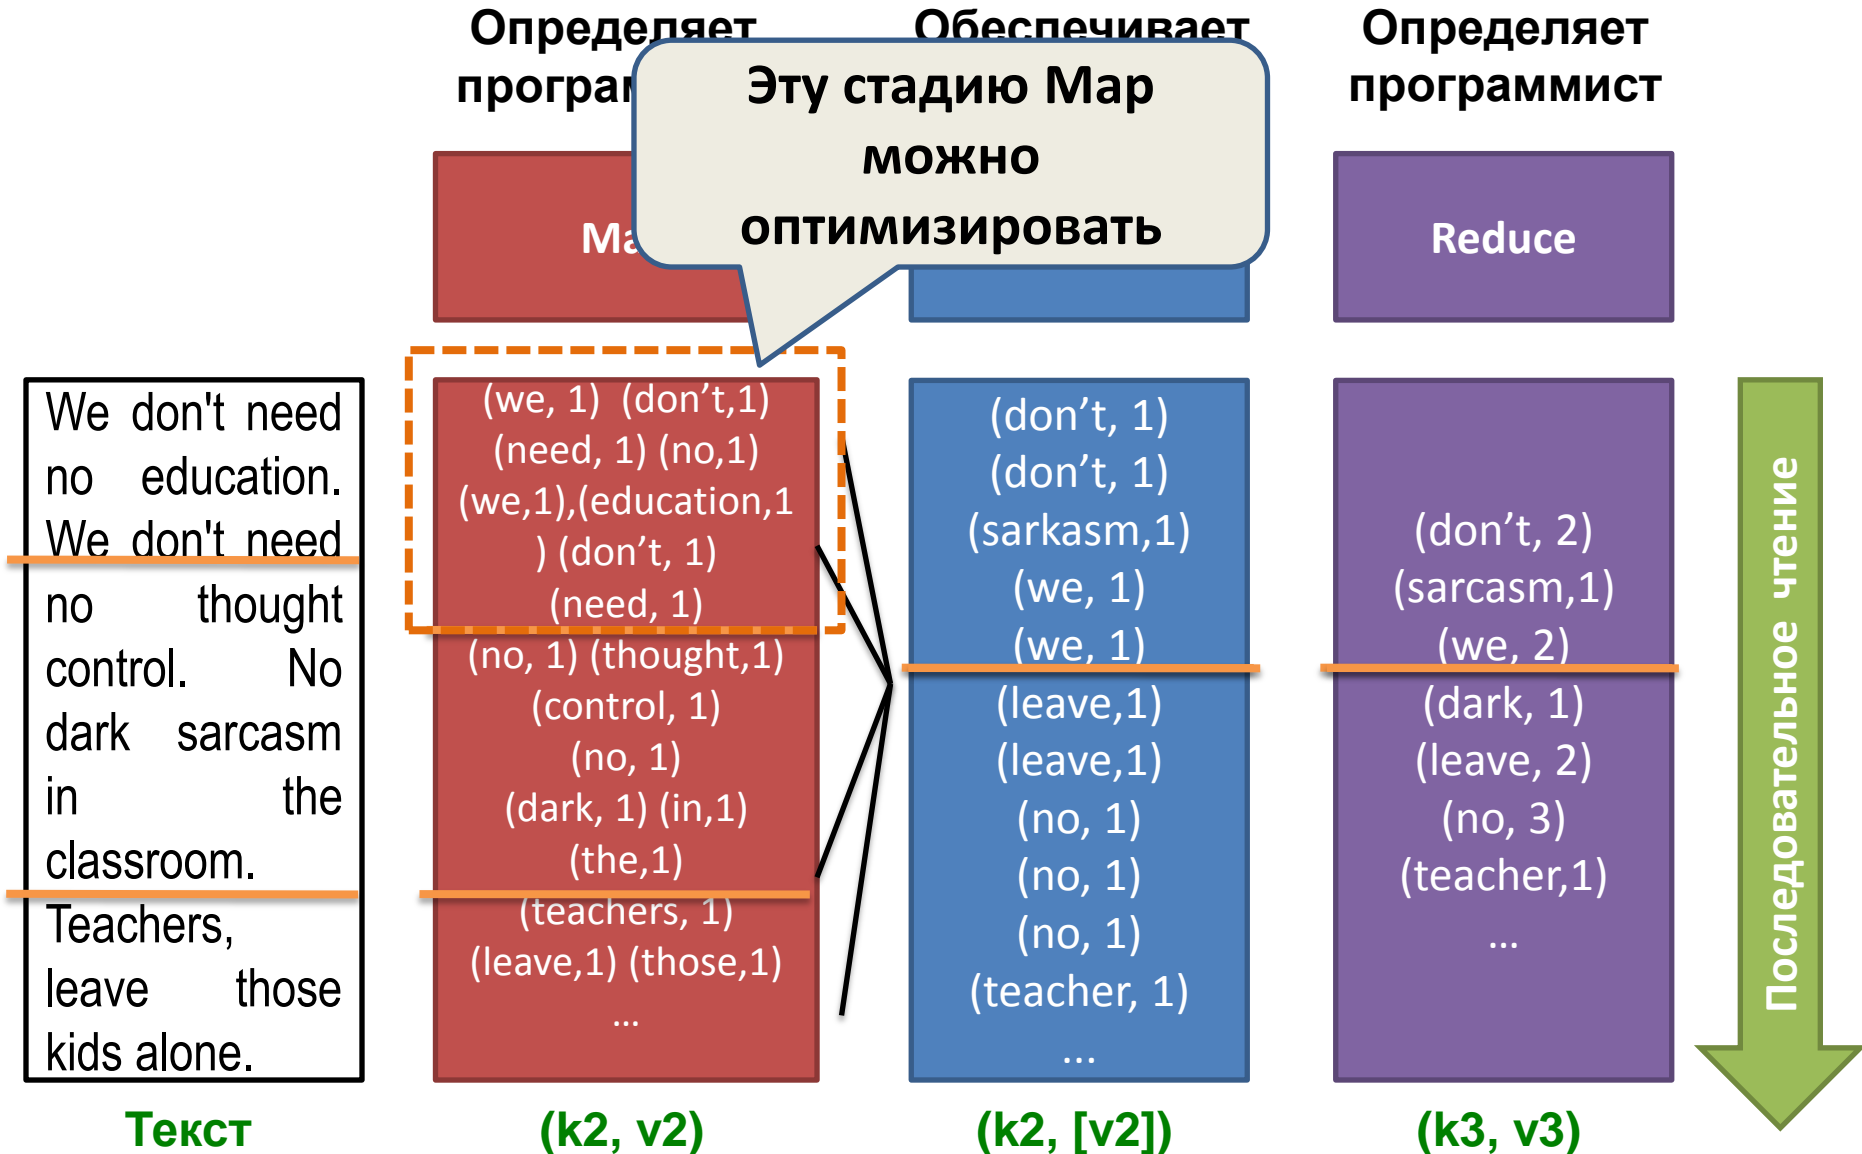 Определяет
Обеспечивает
Определяет
программист
Эту стадию Map
можно
оптимизировать
Reduce
We don't need
no education.
We don't need
no thought
control. No
dark sarcasm
in the
classroom.
Teachers,
leave those
kids alone.
(we, 1) (don’t,1)
(need, 1) (no,1)
(we,1),(education,1
) (don’t, 1)
(need, 1)
(no, 1) (thought,1)
(control, 1)
(no, 1)
(dark, 1) (in,1)
(the,1)
(teachers, 1)
(leave,1) (those,1)
...
(don’t, 1)
(don’t, 1)
(sarkasm,1)
(we, 1)
(we, 1)
(leave,1)
(leave,1)
(no, 1)
(no, 1)
(no, 1)
(teacher, 1)
...
(don’t, 2)
(sarcasm,1)
(we, 2)
(dark, 1)
(leave, 2)
(no, 3)
(teacher,1)
...
Последовательное чтение
Текст
(k2, v2)
(k2, [v2])
(k3, v3)